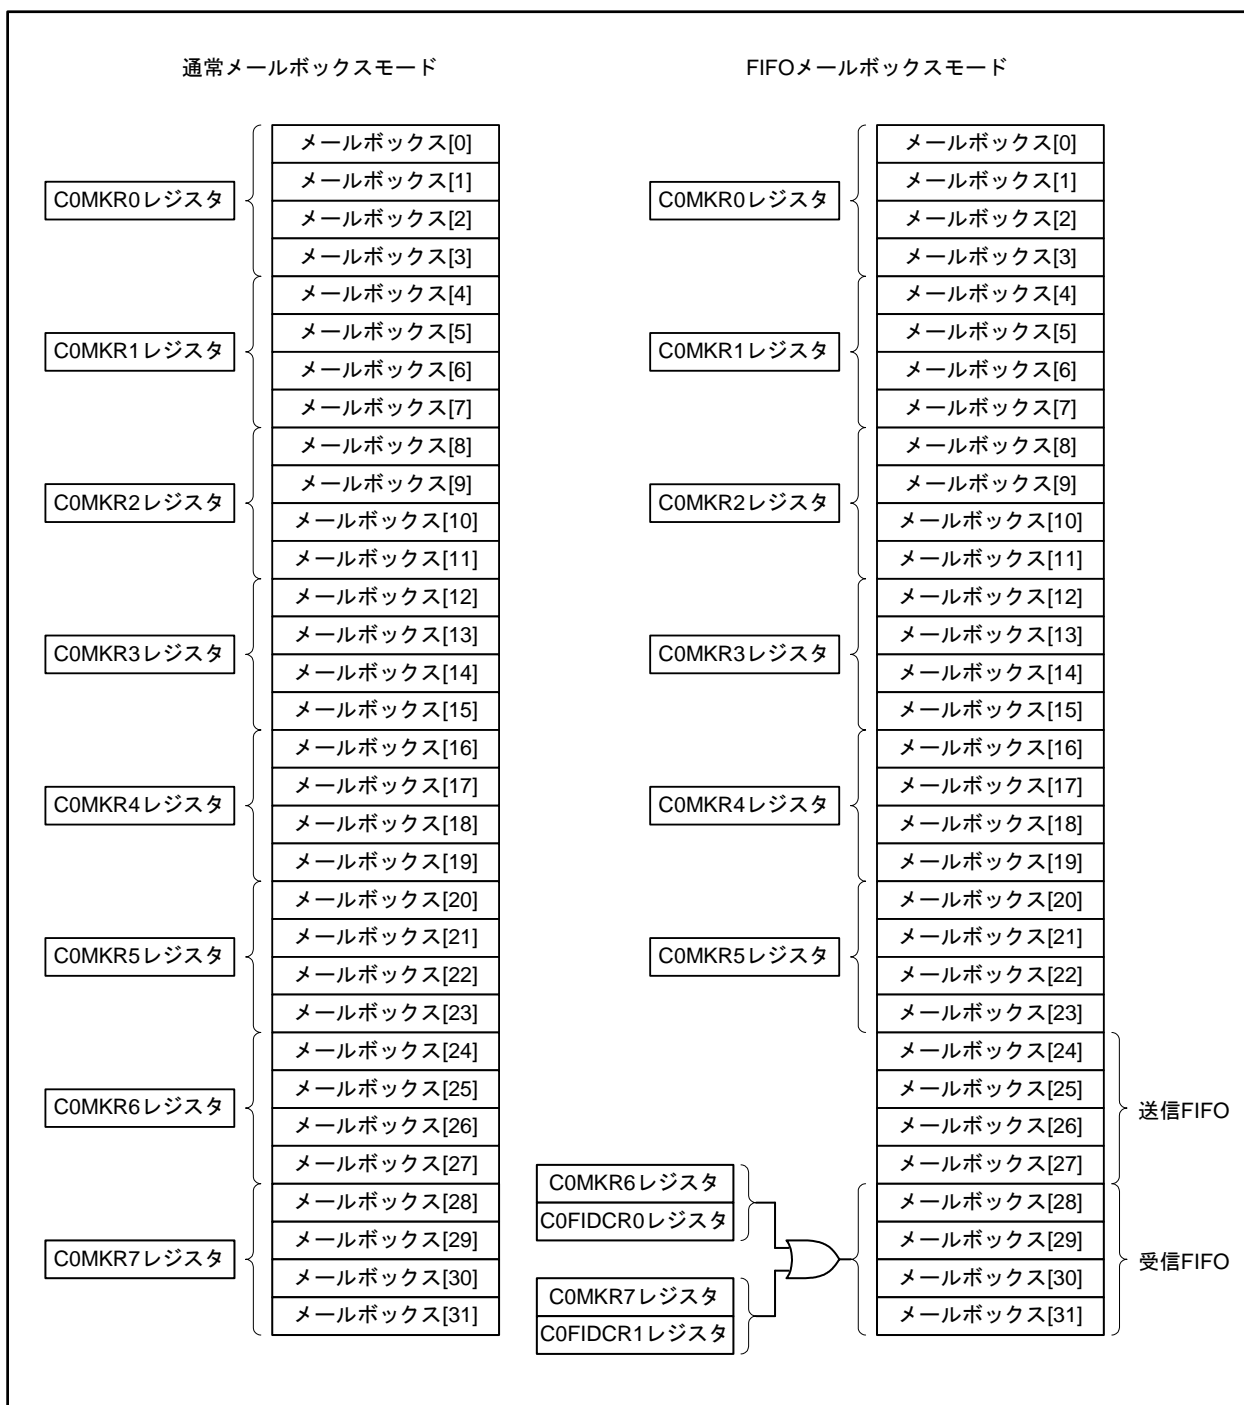 通常メールボックスモード
メールボックス[0]
メールボックス[1]
C0MKR0レジスタ
メールボックス[2]
メールボックス[3]
メールボックス[4]
メールボックス[5]
C0MKR1レジスタ
メールボックス[6]
メールボックス[7]
メールボックス[8]
メールボックス[9]
C0MKR2レジスタ
メールボックス[10]
メールボックス[11]
メールボックス[12]
メールボックス[13]
C0MKR3レジスタ
メールボックス[14]
メールボックス[15]
メールボックス[16]
メールボックス[17]
C0MKR4レジスタ
メールボックス[18]
メールボックス[19]
メールボックス[20]
メールボックス[21]
C0MKR5レジスタ
メールボックス[22]
メールボックス[23]
メールボックス[24]
メールボックス[25]
C0MKR6レジスタ
メールボックス[26]
メールボックス[27]
メールボックス[28]
メールボックス[29]
C0MKR7レジスタ
メールボックス[30]
メールボックス[31]
FIFOメールボックスモード
メールボックス[0]
メールボックス[1]
C0MKR0レジスタ
メールボックス[2]
メールボックス[3]
メールボックス[4]
メールボックス[5]
C0MKR1レジスタ
メールボックス[6]
メールボックス[7]
メールボックス[8]
メールボックス[9]
C0MKR2レジスタ
メールボックス[10]
メールボックス[11]
メールボックス[12]
メールボックス[13]
C0MKR3レジスタ
メールボックス[14]
メールボックス[15]
メールボックス[16]
メールボックス[17]
C0MKR4レジスタ
メールボックス[18]
メールボックス[19]
メールボックス[20]
メールボックス[21]
C0MKR5レジスタ
メールボックス[22]
メールボックス[23]
メールボックス[24]
メールボックス[25]
送信FIFO
メールボックス[26]
メールボックス[27]
C0MKR6レジスタ
C0FIDCR0レジスタ
メールボックス[28]
メールボックス[29]
受信FIFO
メールボックス[30]
メールボックス[31]
C0MKR7レジスタ
C0FIDCR1レジスタ